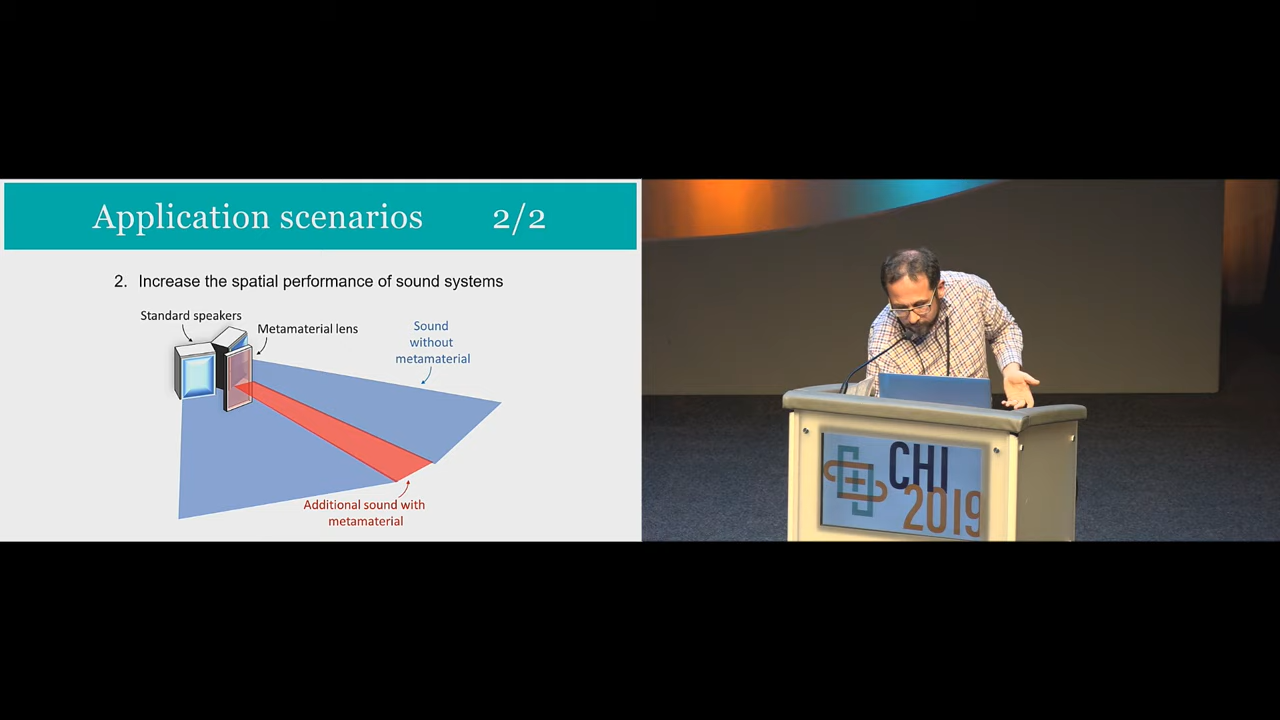 Application scenarios 2/2
2. Increase the spatial performance of sound systems
Standard speakers
Metamaterial lens
Sound
without
metamaterial
Additional sound with
metamaterial
CHI
2019